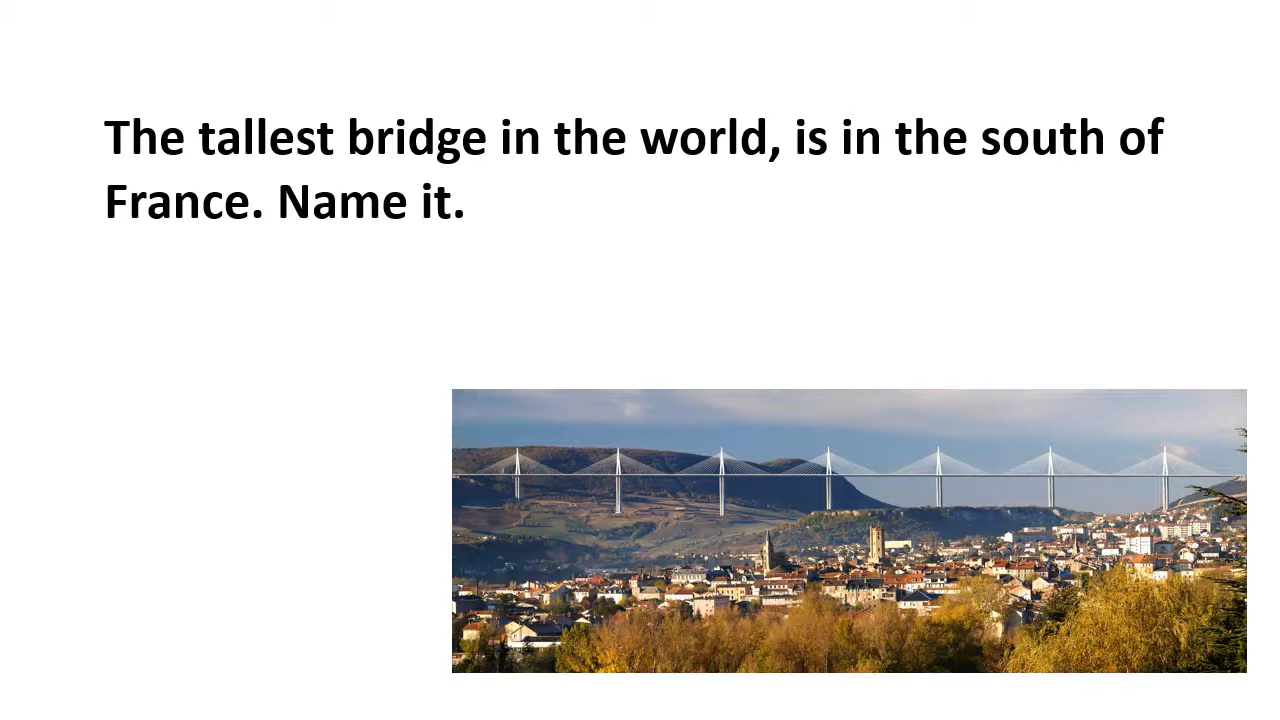 The tallest bridge in the world, is in the south of
France. Name it.